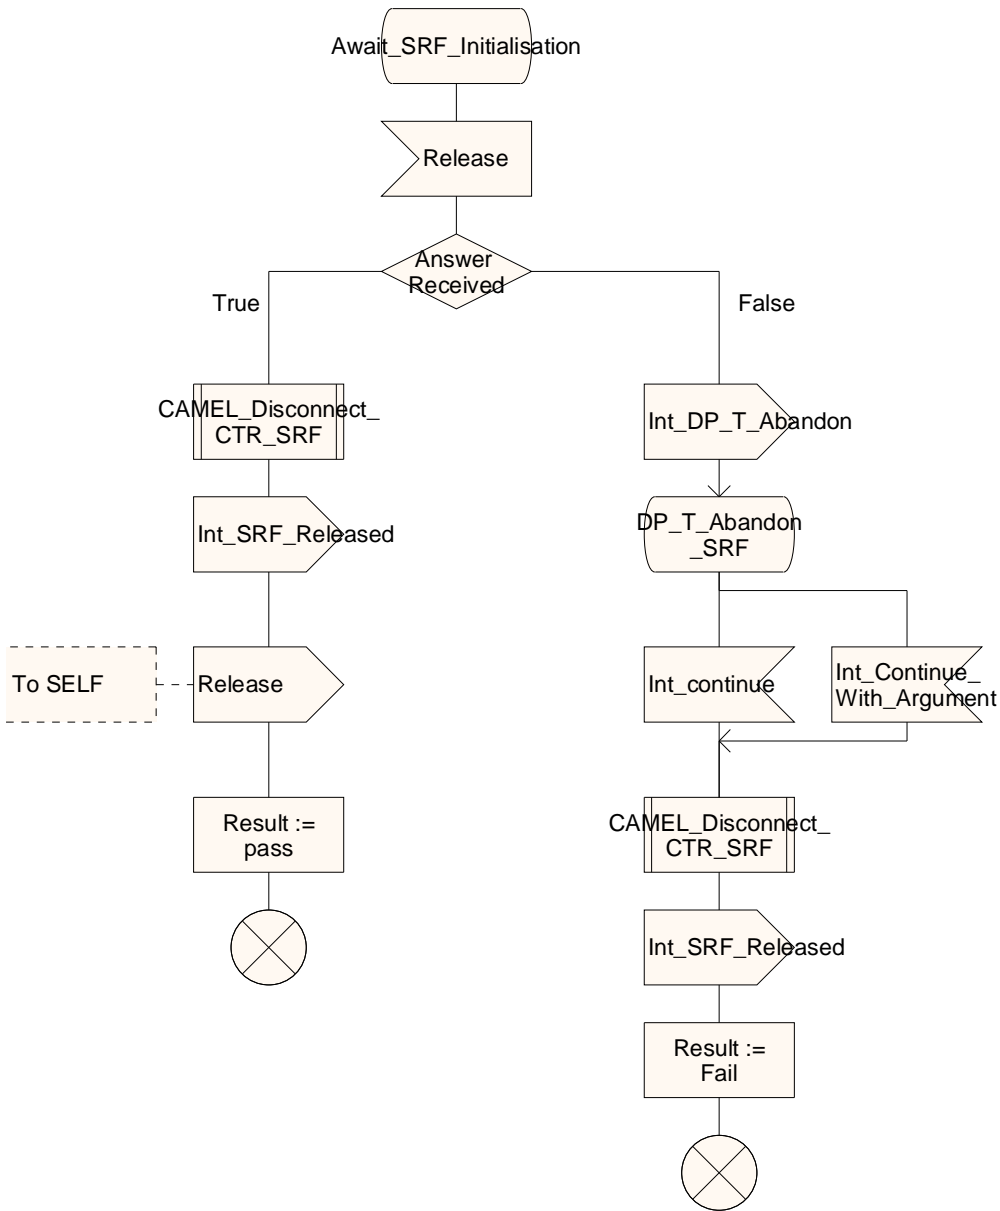 Await_SRF_Initialisation
Release
Answer
Received
True
False
CAMEL_Disconnect_
CTR_SRF
Int_DP_T_Abandon
Int_SRF_Released
DP_T_Abandon
_SRF
To SELF
Release
Int_continue
Int_Continue_
With_Argument
Result :=
pass
CAMEL_Disconnect_
CTR_SRF
Int_SRF_Released
Result :=
Fail